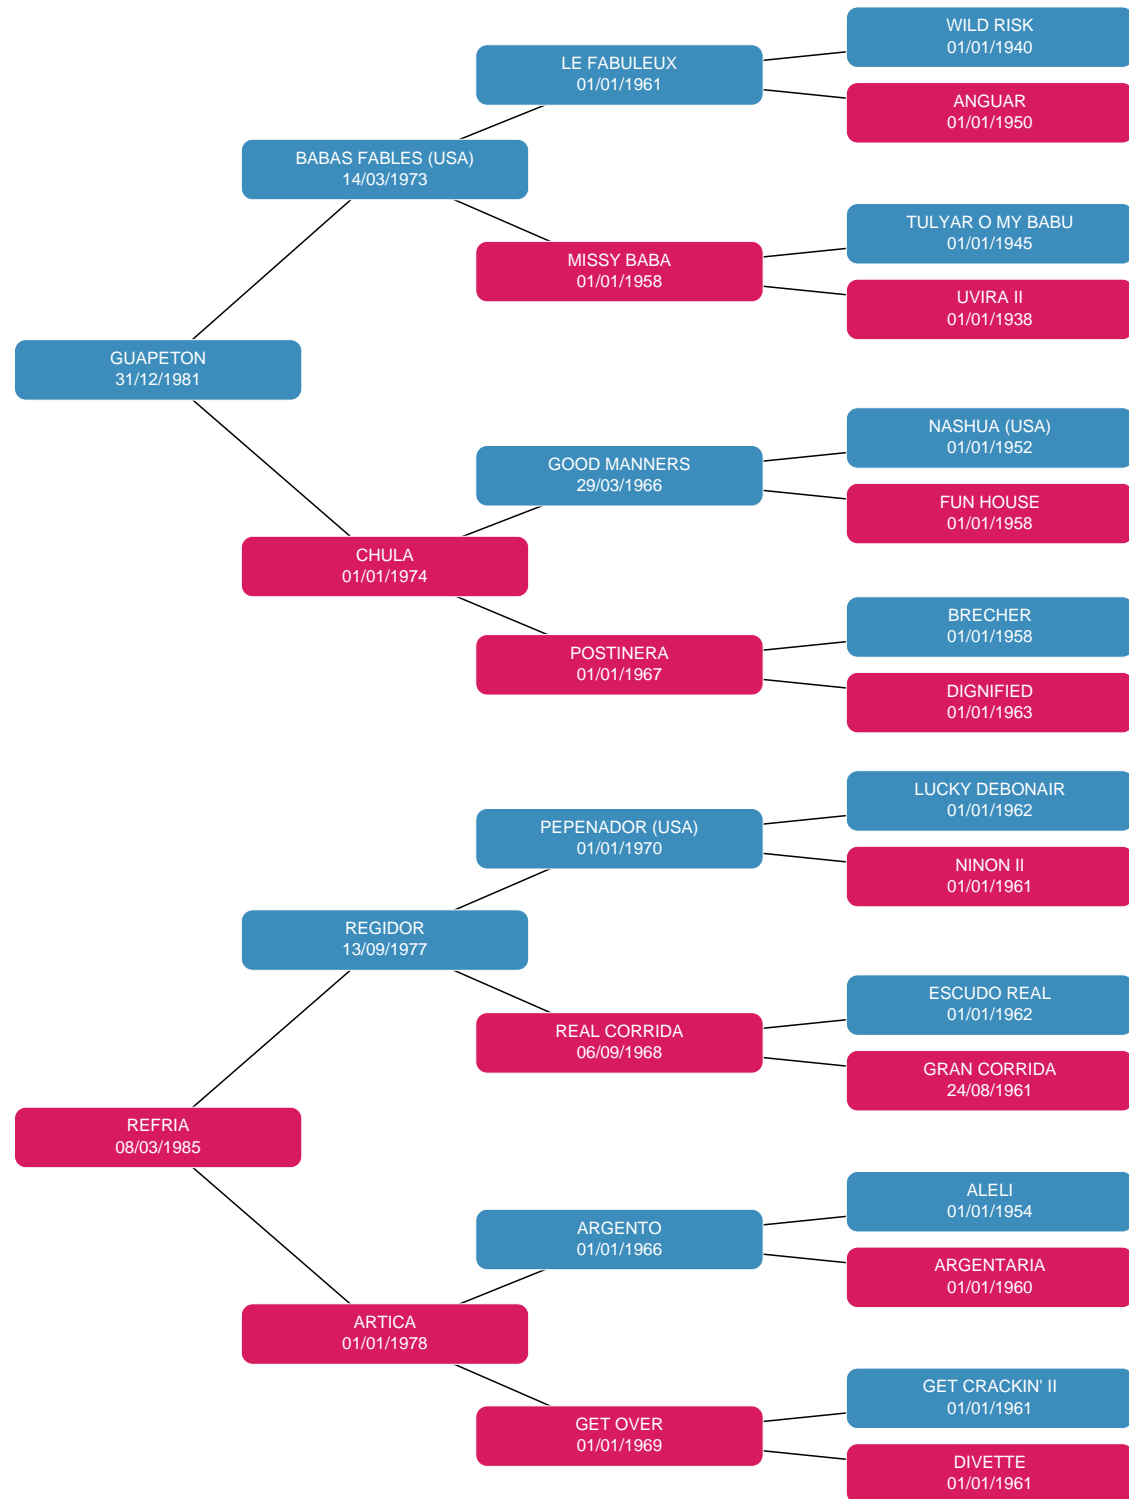 WILD RISK
01/01/1940
LE FABULEUX
01/01/1961
ANGUAR
01/01/1950
BABAS FABLES (USA)
14/03/1973
TULYAR O MY BABU
01/01/1945
MISSY BABA
01/01/1958
UVIRA II
01/01/1938
GUAPETON
31/12/1981
NASHUA (USA)
01/01/1952
GOOD MANNERS
29/03/1966
FUN HOUSE
01/01/1958
CHULA
01/01/1974
BRECHER
01/01/1958
POSTINERA
01/01/1967
DIGNIFIED
01/01/1963
LUCKY DEBONAIR
01/01/1962
PEPENADOR (USA)
01/01/1970
NINON II
01/01/1961
REGIDOR
13/09/1977
ESCUDO REAL
01/01/1962
REAL CORRIDA
06/09/1968
GRAN CORRIDA
24/08/1961
REFRIA
08/03/1985
ALELI
01/01/1954
ARGENTO
01/01/1966
ARGENTARIA
01/01/1960
ARTICA
01/01/1978
GET CRACKIN' II
01/01/1961
GET OVER
01/01/1969
DIVETTE
01/01/1961